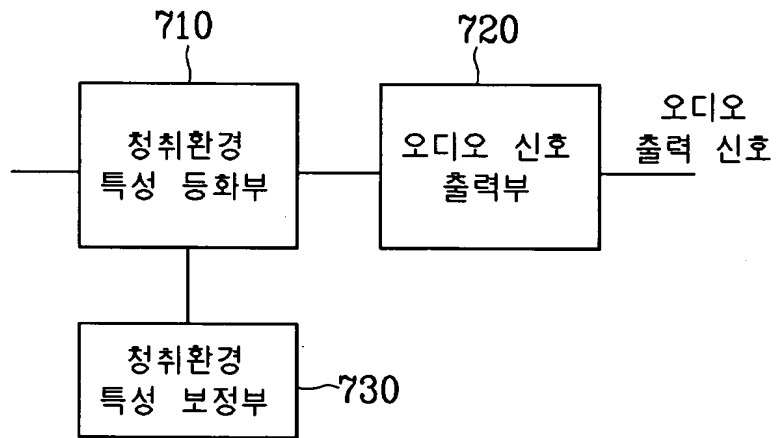 710
720
청취환경
특성 등화부
오디오 신호
출력부
오디오
출력 신호
청취환경
특성 보정부
730